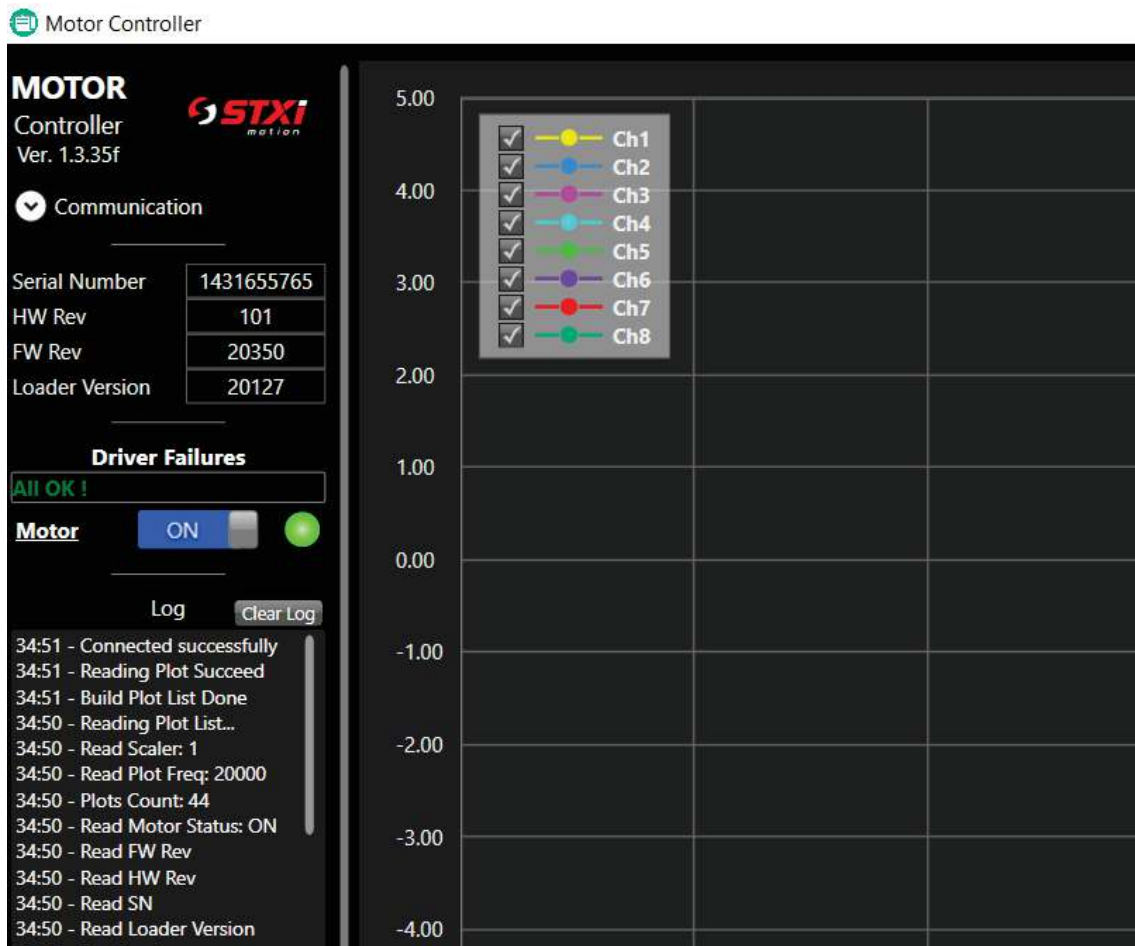 Motor Controller
MOTOR
Controller
Ver. 1.3.35f
STXi
motion
Communication
Serial Number 1431655765
HW Rev 101
FW Rev 20350
Loader Version 20127
Driver Failures
All OK !
Motor ON
Log Clear Log
34:51 - Connected successfully
34:51 - Reading Plot Succeed
34:51 - Build Plot List Done
34:50 - Reading Plot List...
34:50 - Read Scaler: 1
34:50 - Read Plot Freq: 20000
34:50 - Plots Count: 44
34:50 - Read Motor Status: ON
34:50 - Read FW Rev
34:50 - Read HW Rev
34:50 - Read SN
34:50 - Read Loader Version
5.00
4.00
3.00
2.00
1.00
0.00
-1.00
-2.00
-3.00
-4.00
Ch1
Ch2
Ch3
Ch4
Ch5
Ch6
Ch7
Ch8